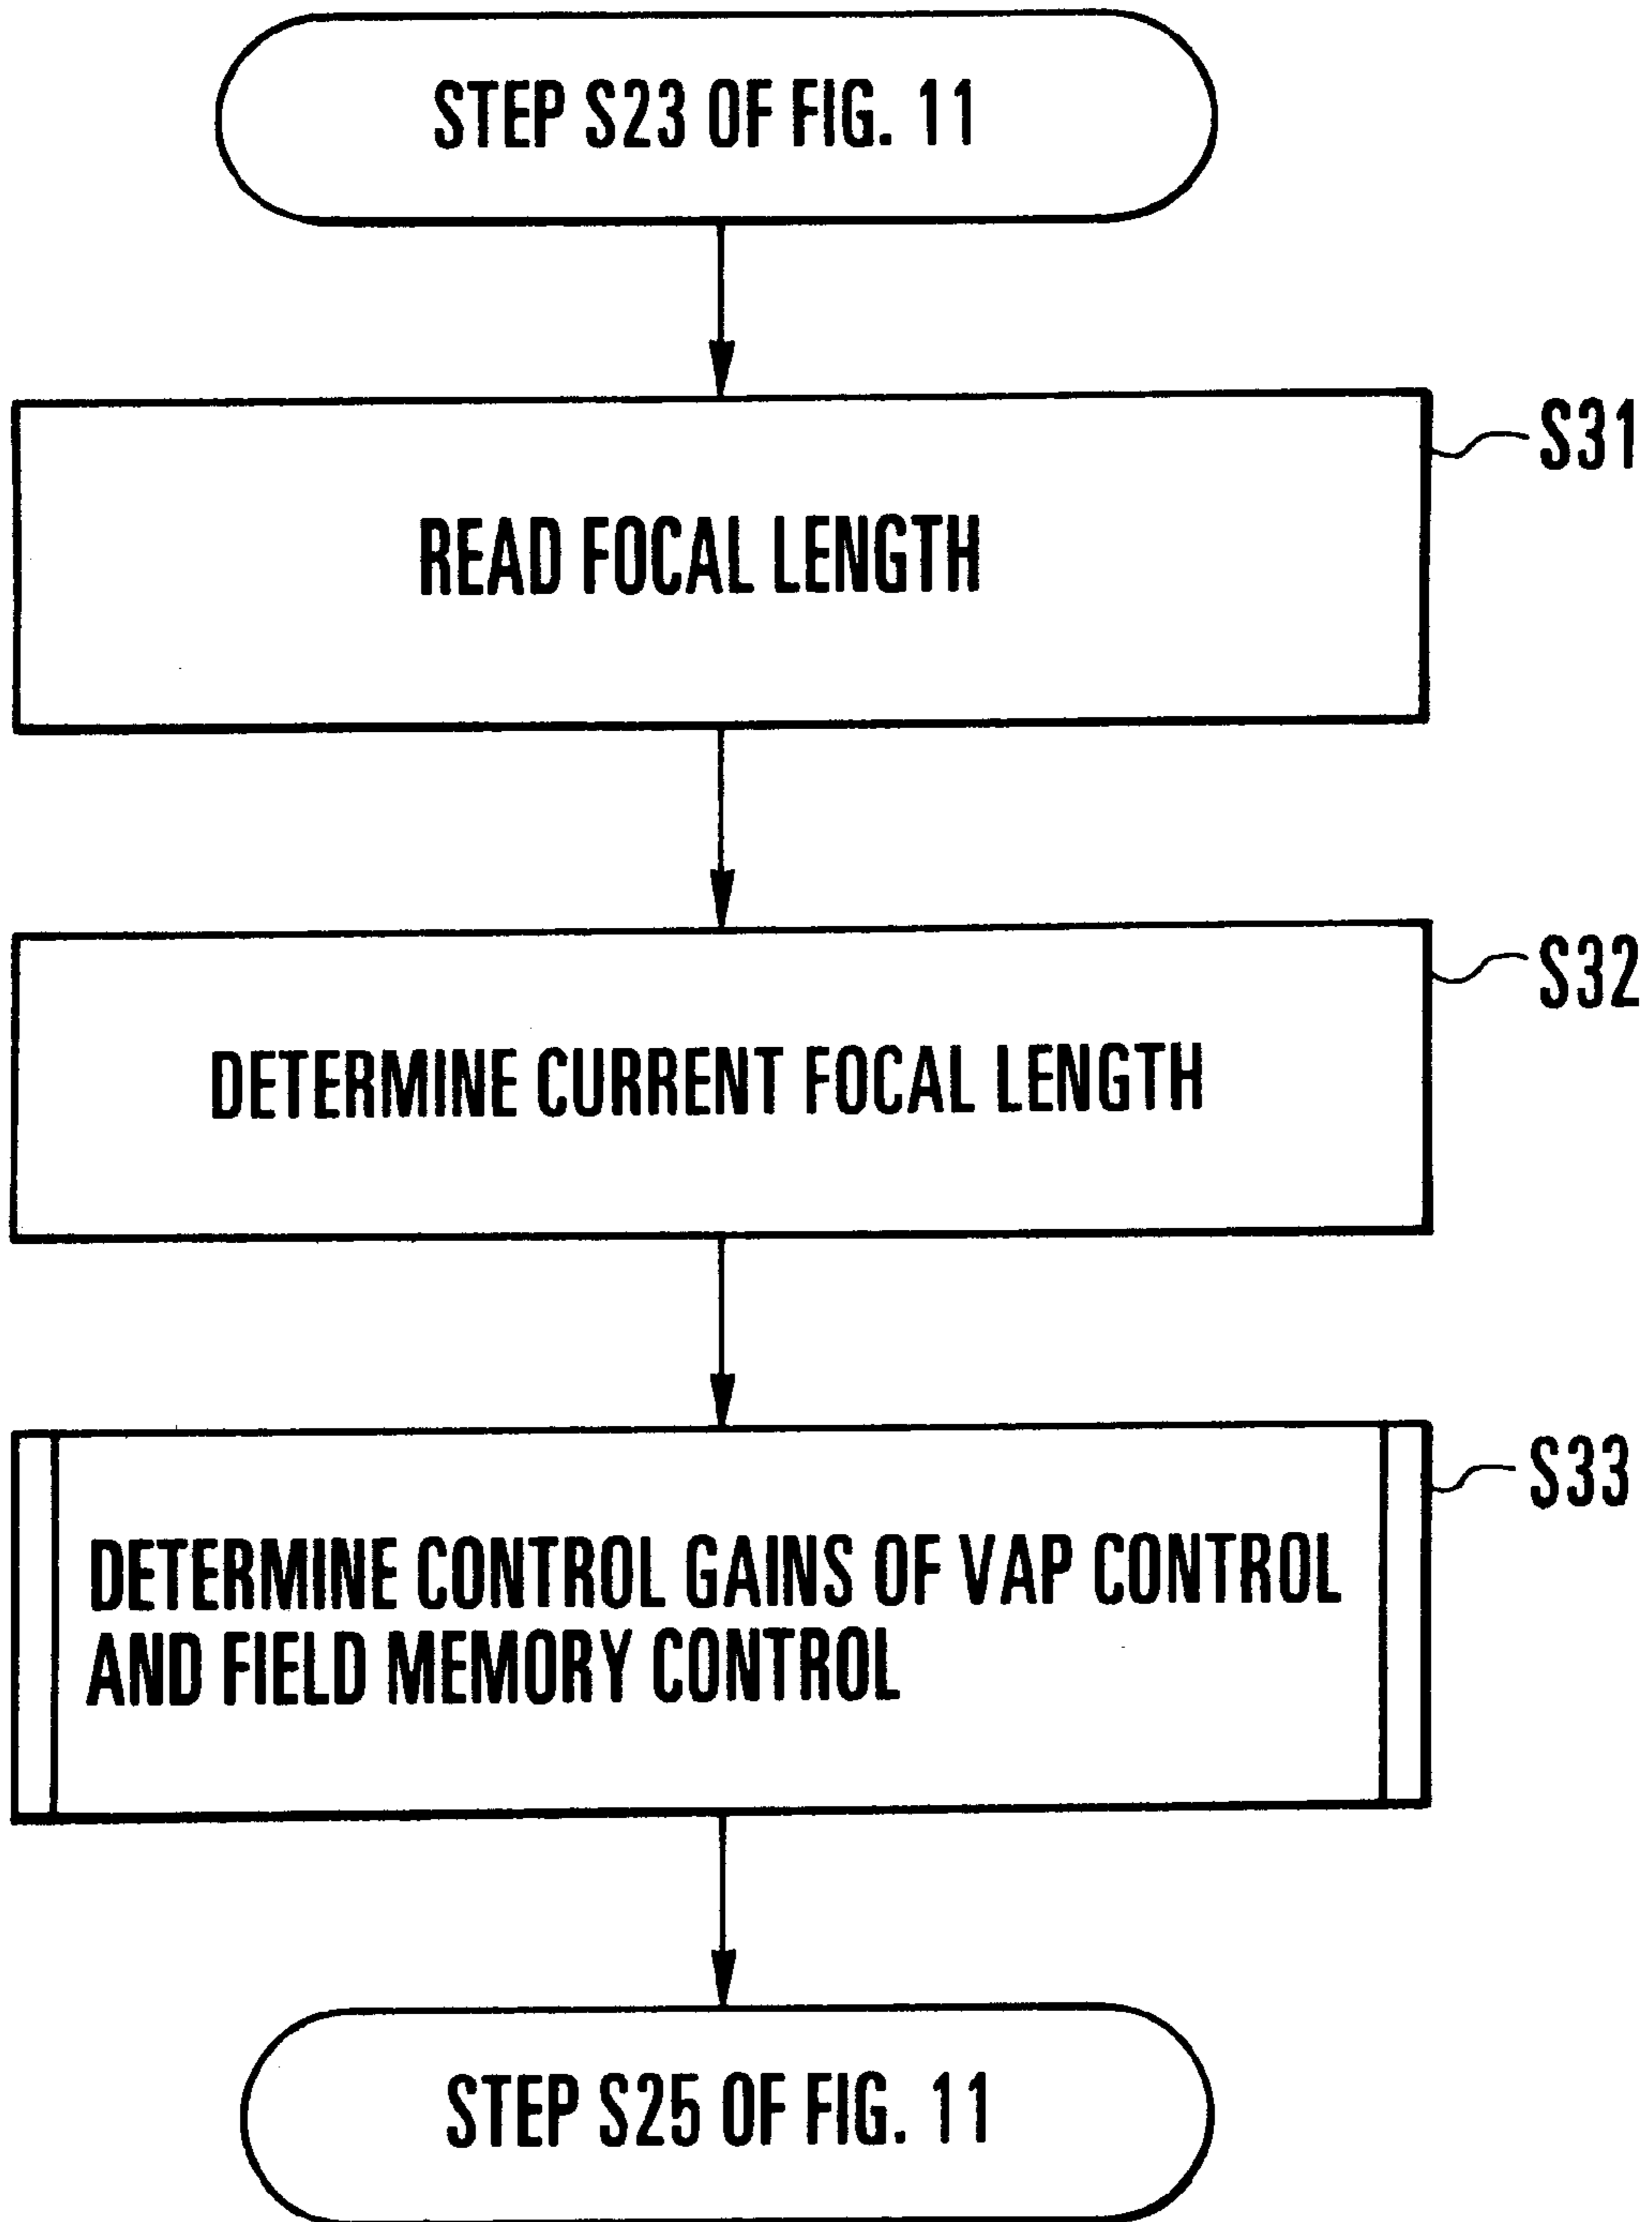 STEP S23 OF FIG. 11
S31
READ FOCAL LENGTH
S32
DETERMINE CURRENT FOCAL LENGTH
S33
DETERMINE CONTROL GAINS OF VAP CONTROL
AND FIELD MEMORY CONTROL
STEP S25 OF FIG. 11